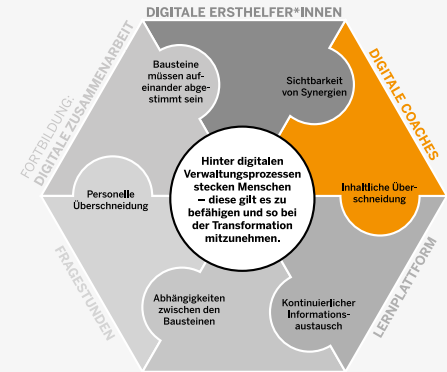 DIGITALE ERSTHELFER*INNEN
FORTBILDUNG:
DIGITALE ZUSAMMENARBEIT
Bausteine
müssen auf-
einander abge-
stimmt sein
Sichtbarkeit
von Synergien
DIGITALE COACHES
Hinter digitalen
Verwaltungsprozessen
stecken Menschen
– diese gilt es zu
befähigen und so bei
der Transformation
mitzunehmen.
Personelle
Überschneidung
Inhaltliche Über-
schneidung
FRAGESTUNDEN
Abhängigkeiten
zwischen den
Bausteinen
Kontinuierlicher
Informations-
austausch
LERNPLATTFORM